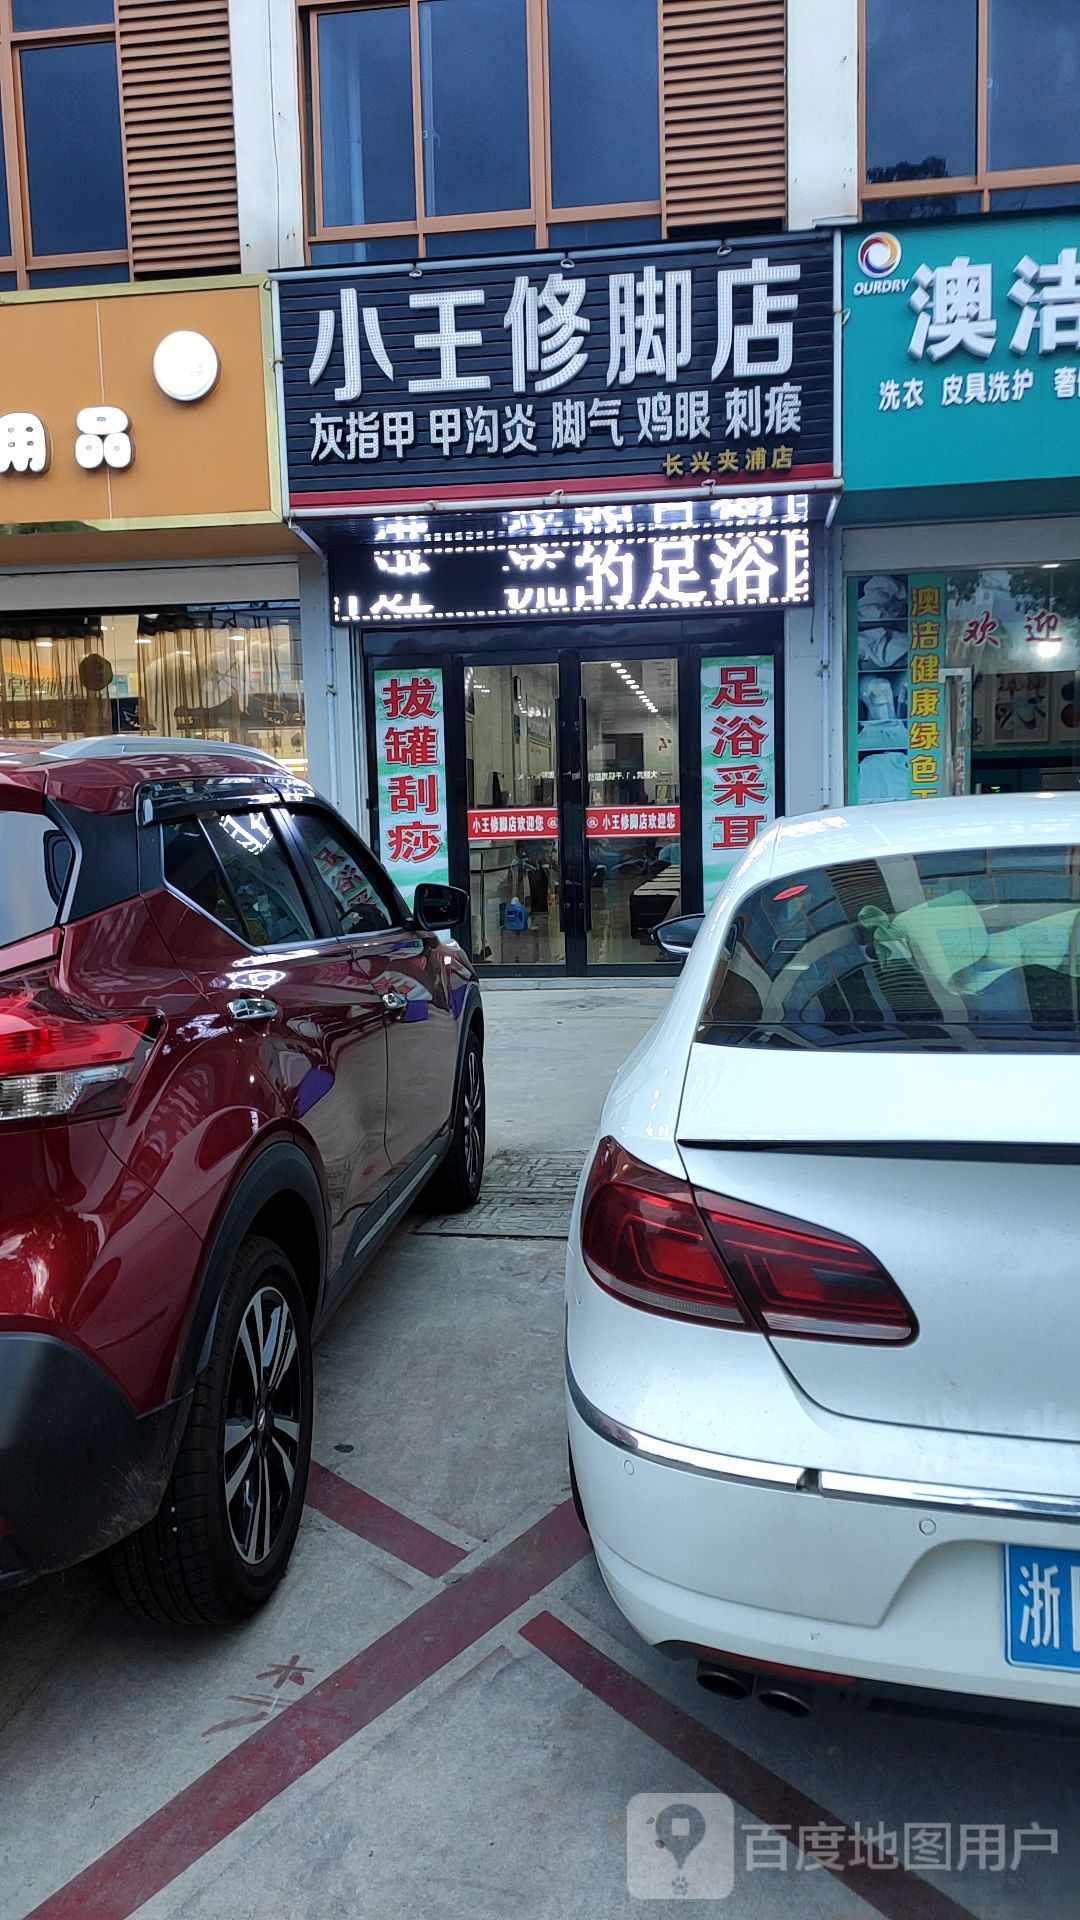 小王修脚店
灰指甲 甲沟炎 脚气 鸡眼 刺瘊
长兴夹浦店
用品
OURDRY
澳洁
洗衣 皮具洗护 奢
的足浴
拔罐刮痧
足浴采耳
小王修脚店欢迎您
小王修脚店欢迎您
澳洁健康绿色
欢迎
浙
百度地图用户